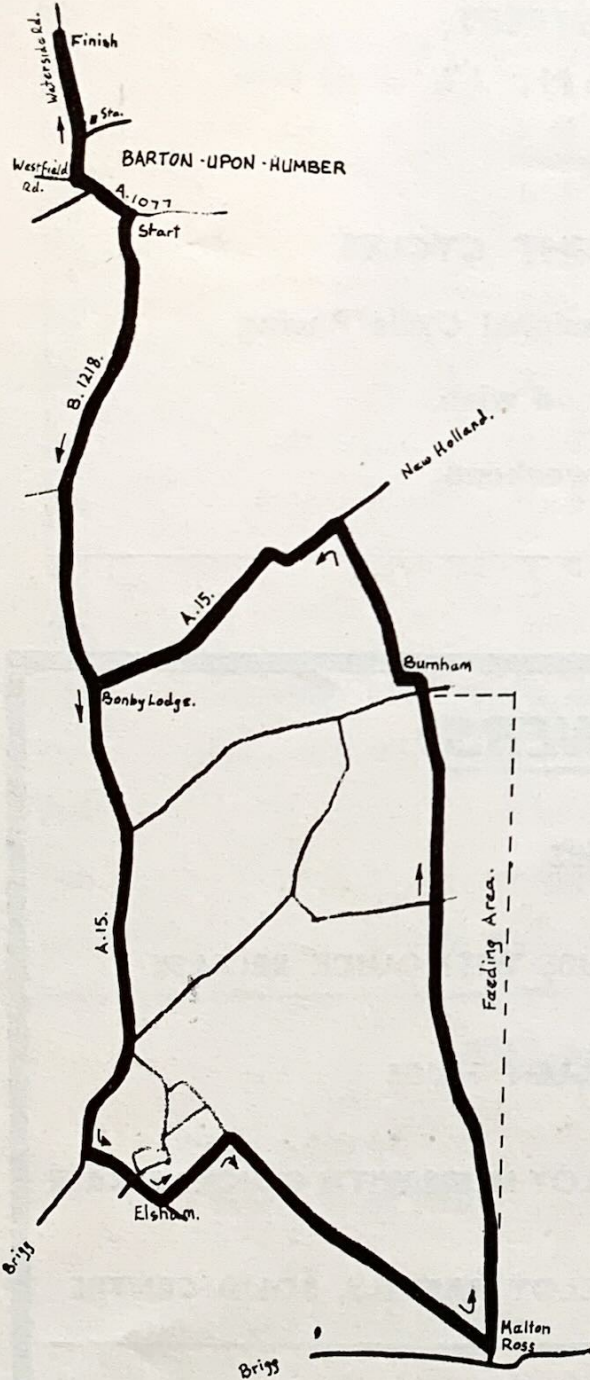 Waterside Rd.
Finish
Sta.
BARTON-UPON-HUMBER
Westfield
Rd.
A.1077
Start
B.1218.
New Holland.
A.15.
Burnham
Bonby Lodge.
Feeding Area.
A.15.
Elsham.
Brigg
Malton
Ross
Brigg